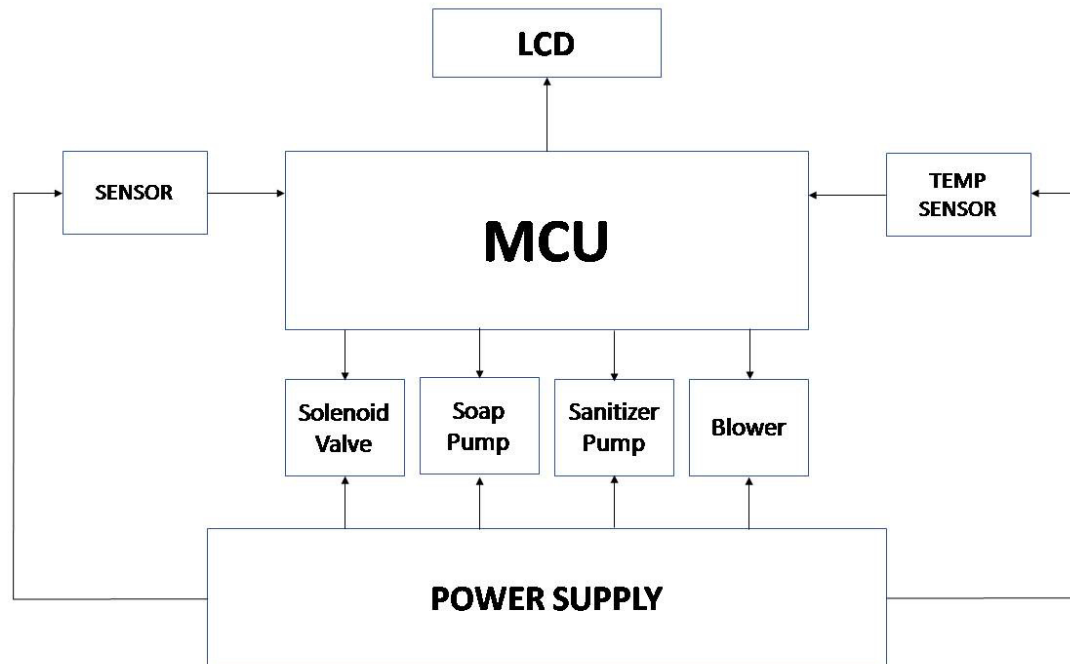 LCD
SENSOR
MCU
TEMP
SENSOR
Solenoid
Valve
Soap
Pump
Sanitizer
Pump
Blower
POWER SUPPLY